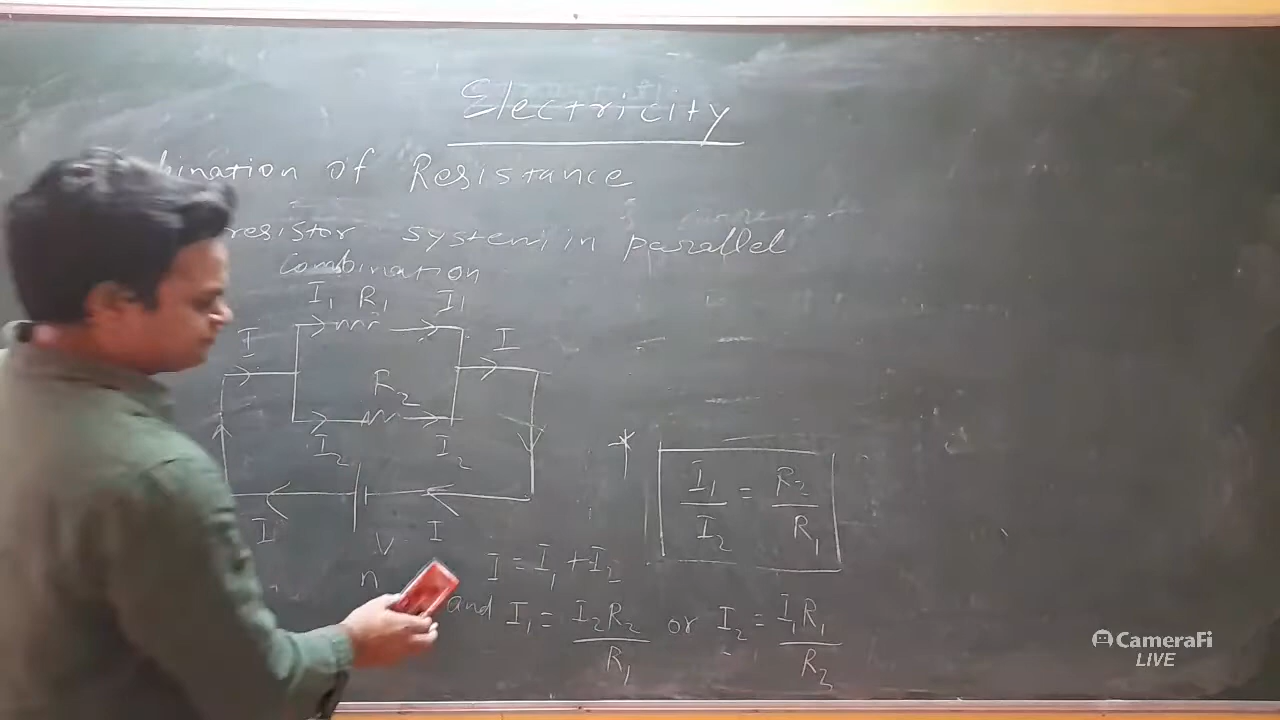 Electricity
bination of Resistance
resistor system in parallel
Combination
I₁ R₁ I₁
I I
R₂
I₂ I₂
I I
V
n
* I₁/I₂ = R₂/R₁
I = I₁ + I₂
and I₁ = I₂R₂/R₁ or I₂ = I₁R₁/R₂
CameraFi
LIVE